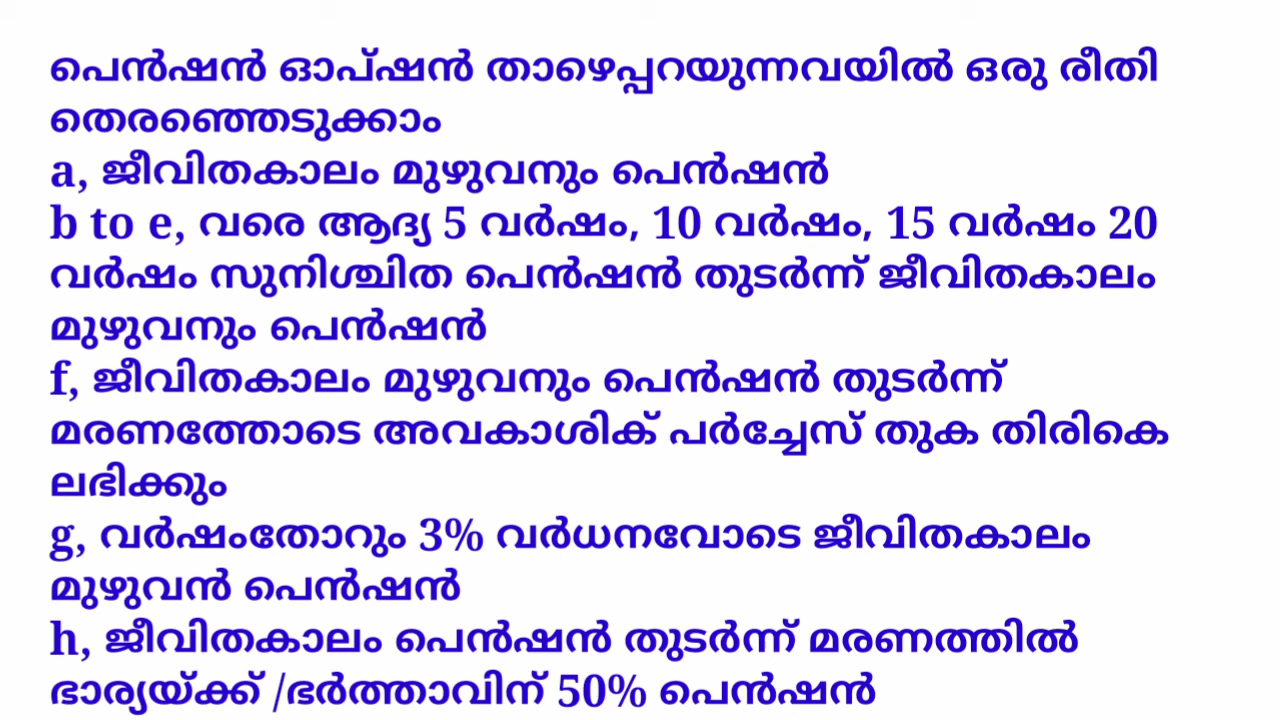 പെൻഷൻ ഓപ്ഷൻ താഴെപ്പറയുന്നവയിൽ ഒരു രീതി
തെരഞ്ഞെടുക്കാം
a, ജീവിതകാലം മുഴുവനും പെൻഷൻ
b to e, വരെ ആദ്യ 5 വർഷം, 10 വർഷം, 15 വർഷം 20
വർഷം സുനിശ്ചിത പെൻഷൻ തുടർന്ന് ജീവിതകാലം
മുഴുവനും പെൻഷൻ
f, ജീവിതകാലം മുഴുവനും പെൻഷൻ തുടർന്ന്
മരണത്തോടെ അവകാശിക് പർച്ചേസ് തുക തിരികെ
ലഭിക്കും
g, വർഷംതോറും 3% വർധനവോടെ ജീവിതകാലം
മുഴുവൻ പെൻഷൻ
h, ജീവിതകാലം പെൻഷൻ തുടർന്ന് മരണത്തിൽ
ഭാര്യയ്ക്ക് /ഭർത്താവിന് 50% പെൻഷൻ